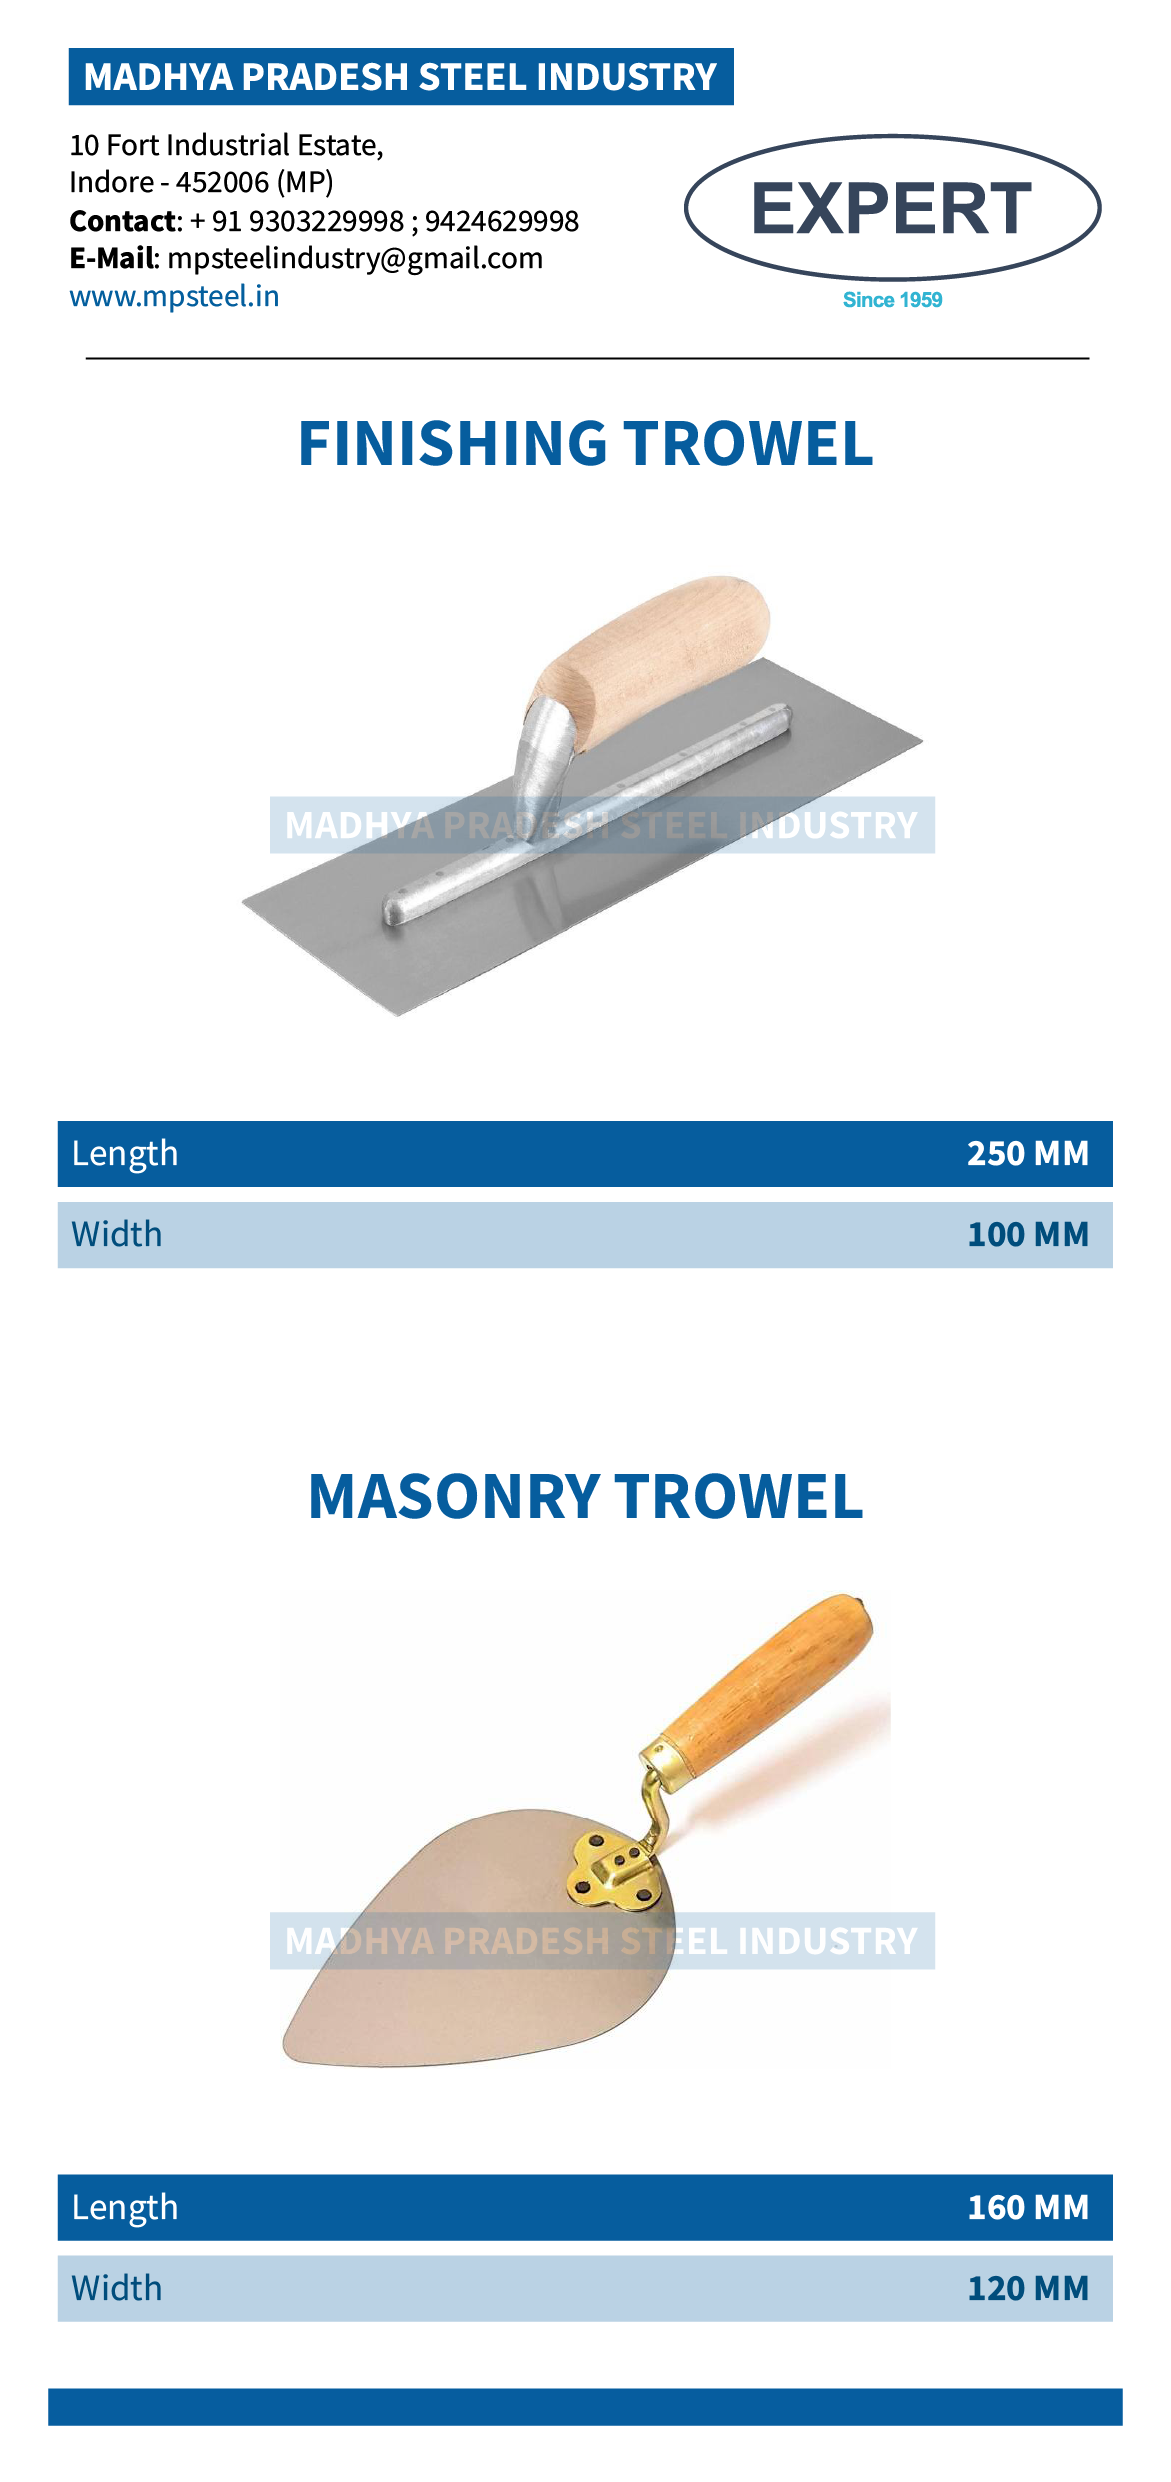 MADHYA PRADESH STEEL INDUSTRY
10 Fort Industrial Estate,
Indore - 452006 (MP)
Contact: + 91 9303229998 ; 9424629998
E-Mail: mpsteelindustry@gmail.com
www.mpsteel.in
EXPERT
Since 1959
FINISHING TROWEL
MADHYA PRADESH STEEL INDUSTRY
Length 250 MM
Width 100 MM
MASONRY TROWEL
MADHYA PRADESH STEEL INDUSTRY
Length 160 MM
Width 120 MM